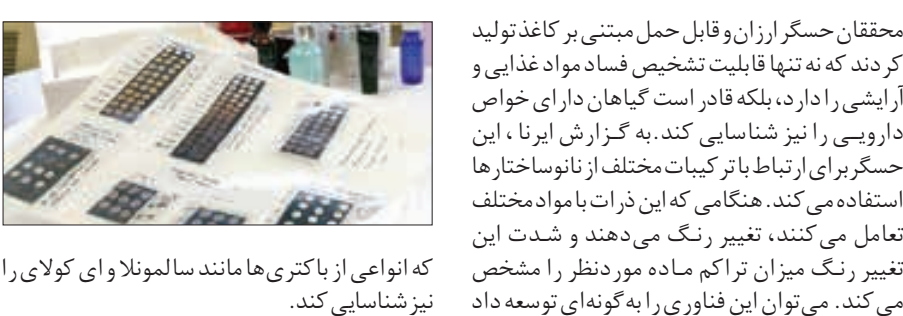 محققان حسگر ارزان و قابل حمل مبتنی بر کاغذ تولید
کردند که نه تنها قابلیت تشخیص فساد مواد غذایی و
آرایشی را دارد، بلکه قادر است گیاهان دارای خواص
دارویی را نیز شناسایی کند. به گزارش ایرنا، این
حسگر برای ارتباط با ترکیبات مختلف از نانوساختارها
استفاده می‌کند. هنگامی که این ذرات با مواد مختلف
تعامل می‌کنند، تغییر رنگ می‌دهند و شدت این
تغییر رنگ میزان تراکم ماده موردنظر را مشخص
می‌کند. می‌توان این فناوری را به گونه‌ای توسعه داد
که انواعی از باکتری‌ها مانند سالمونلا و ای کولای را
نیز شناسایی کند.